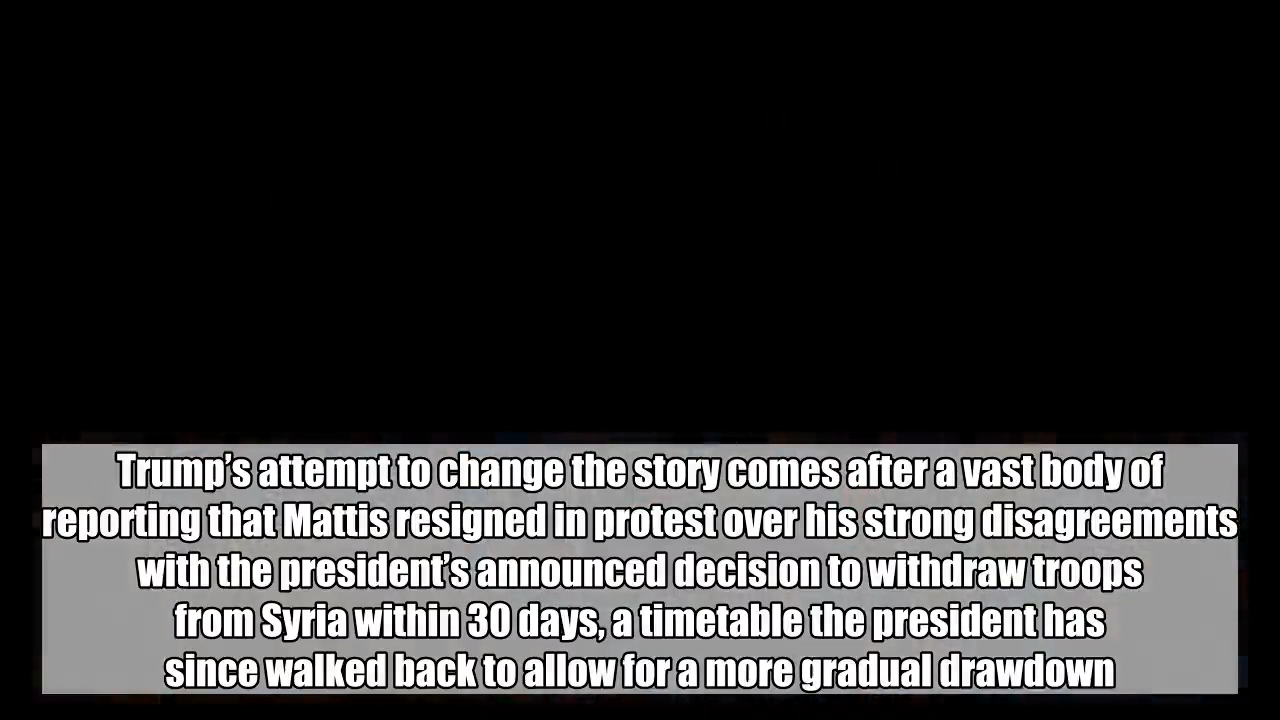 Trump’s attempt to change the story comes after a vast body of
reporting that Mattis resigned in protest over his strong disagreements
with the president’s announced decision to withdraw troops
from Syria within 30 days, a timetable the president has
since walked back to allow for a more gradual drawdown